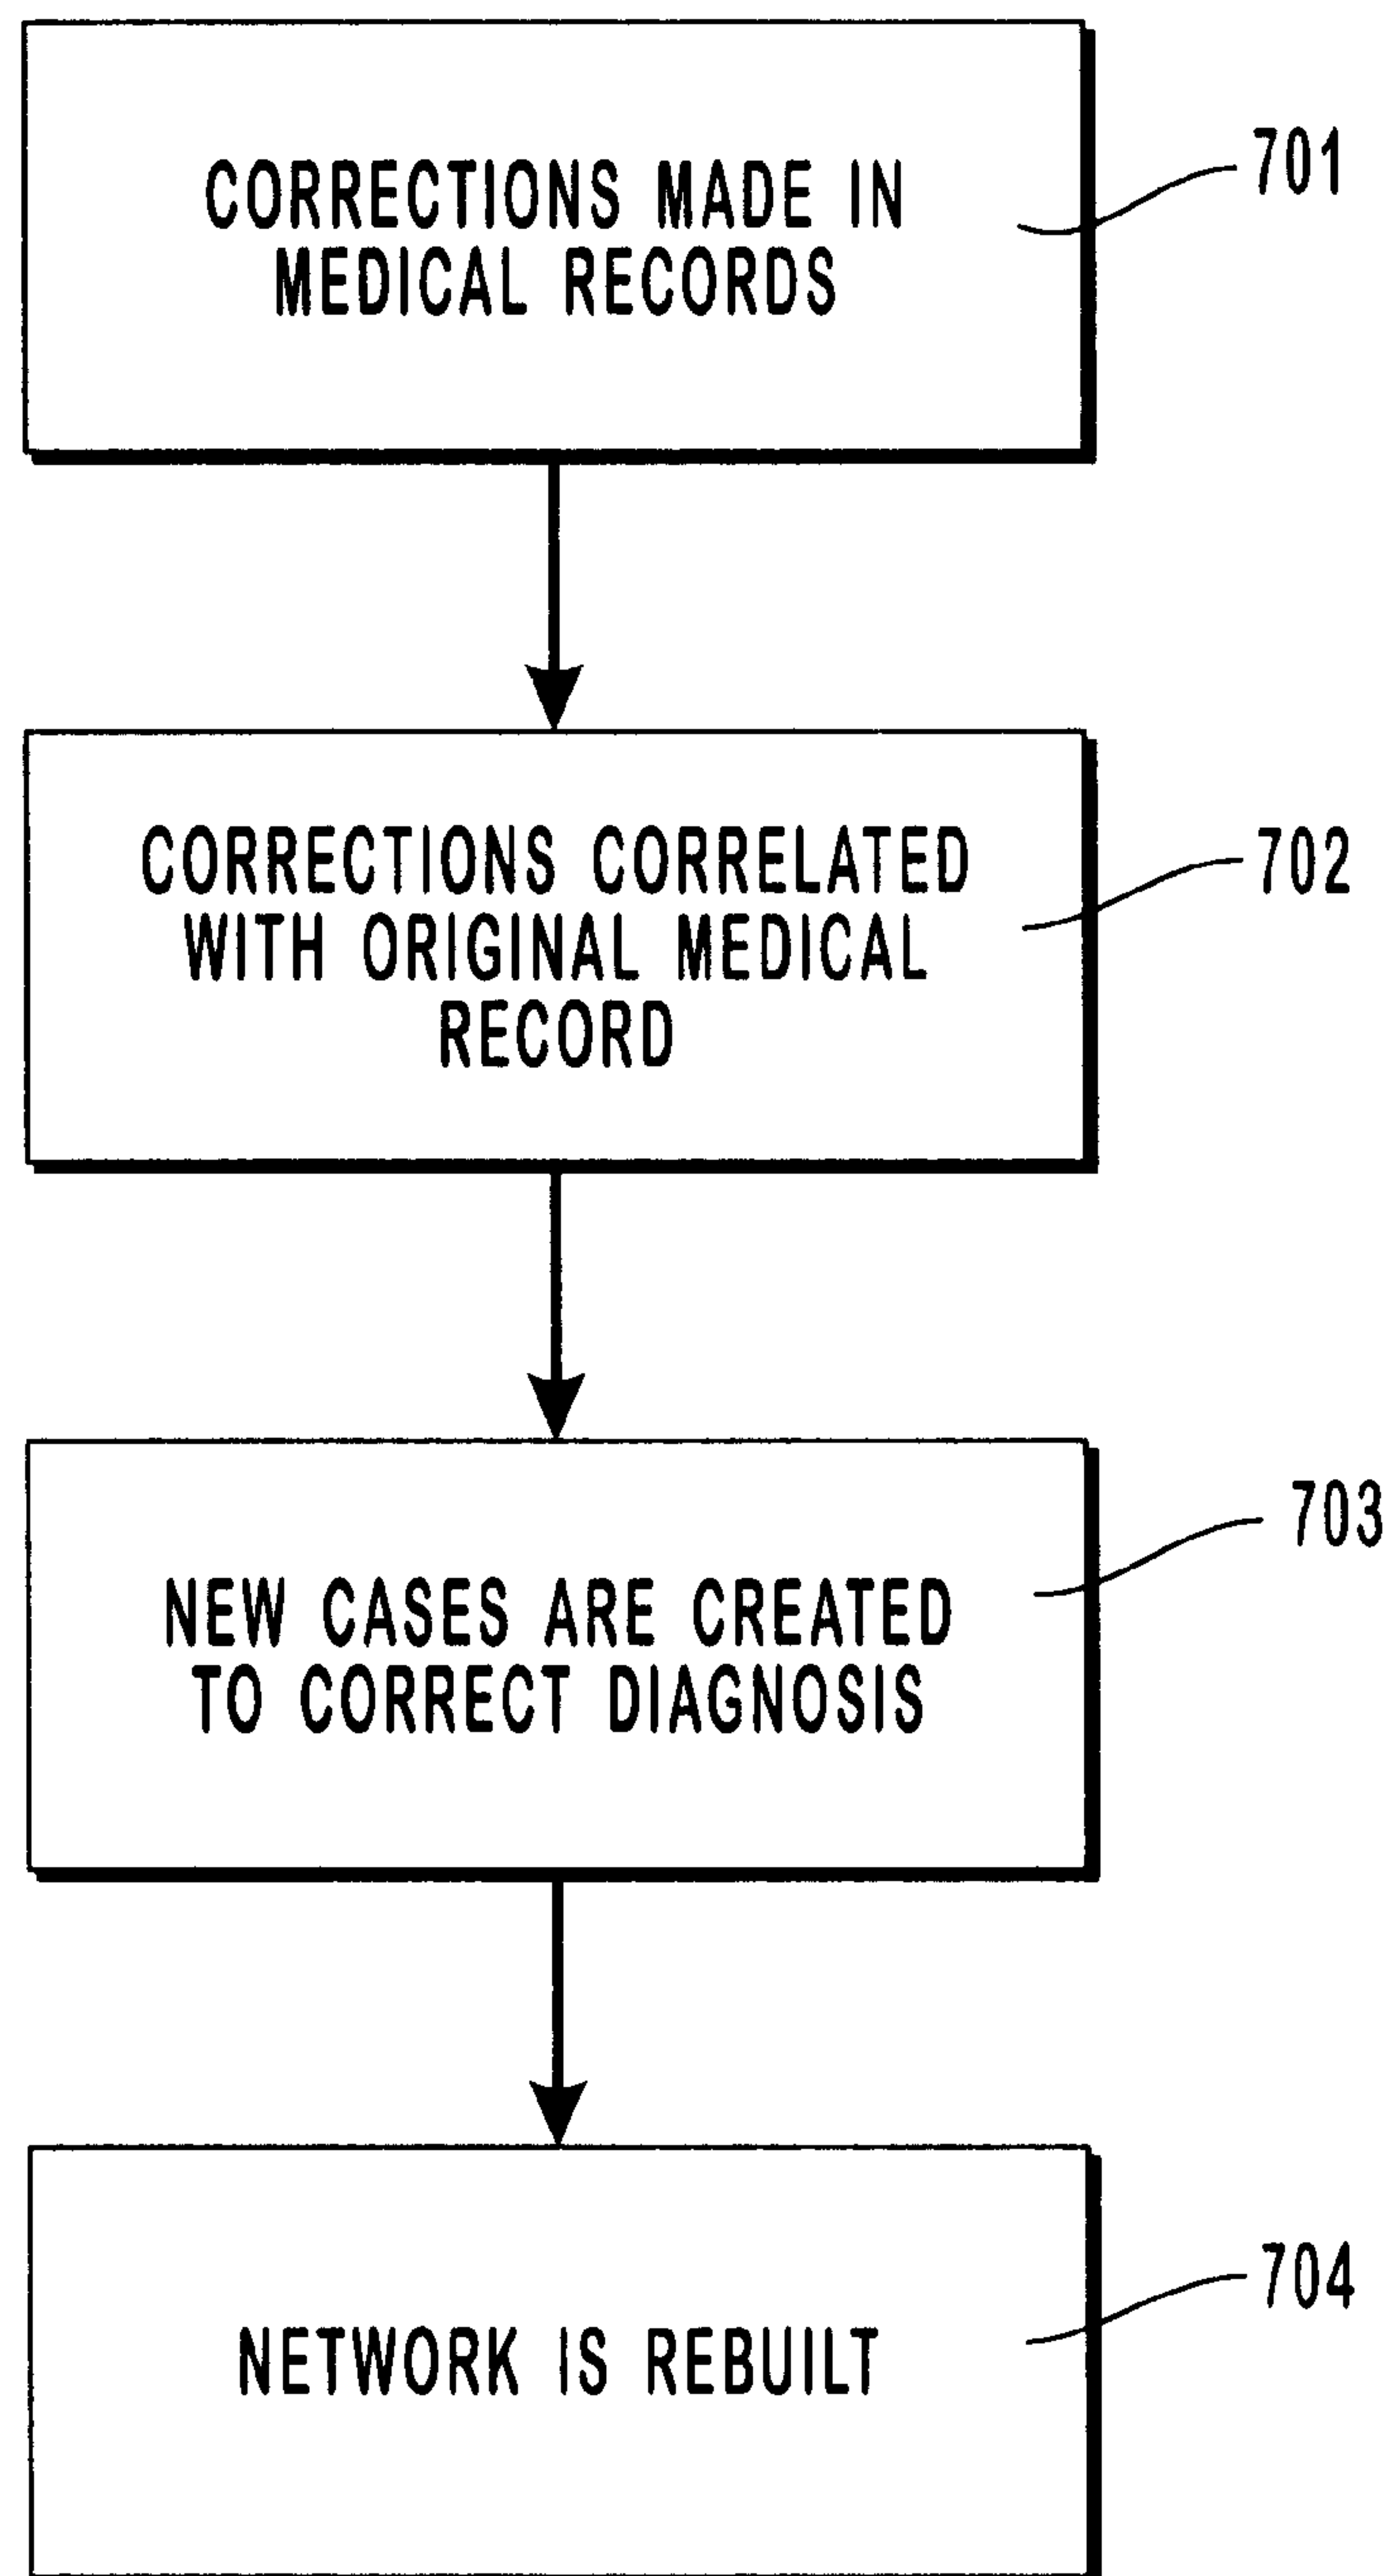 CORRECTIONS MADE IN
MEDICAL RECORDS
701
CORRECTIONS CORRELATED
WITH ORIGINAL MEDICAL
RECORD
702
NEW CASES ARE CREATED
TO CORRECT DIAGNOSIS
703
NETWORK IS REBUILT
704